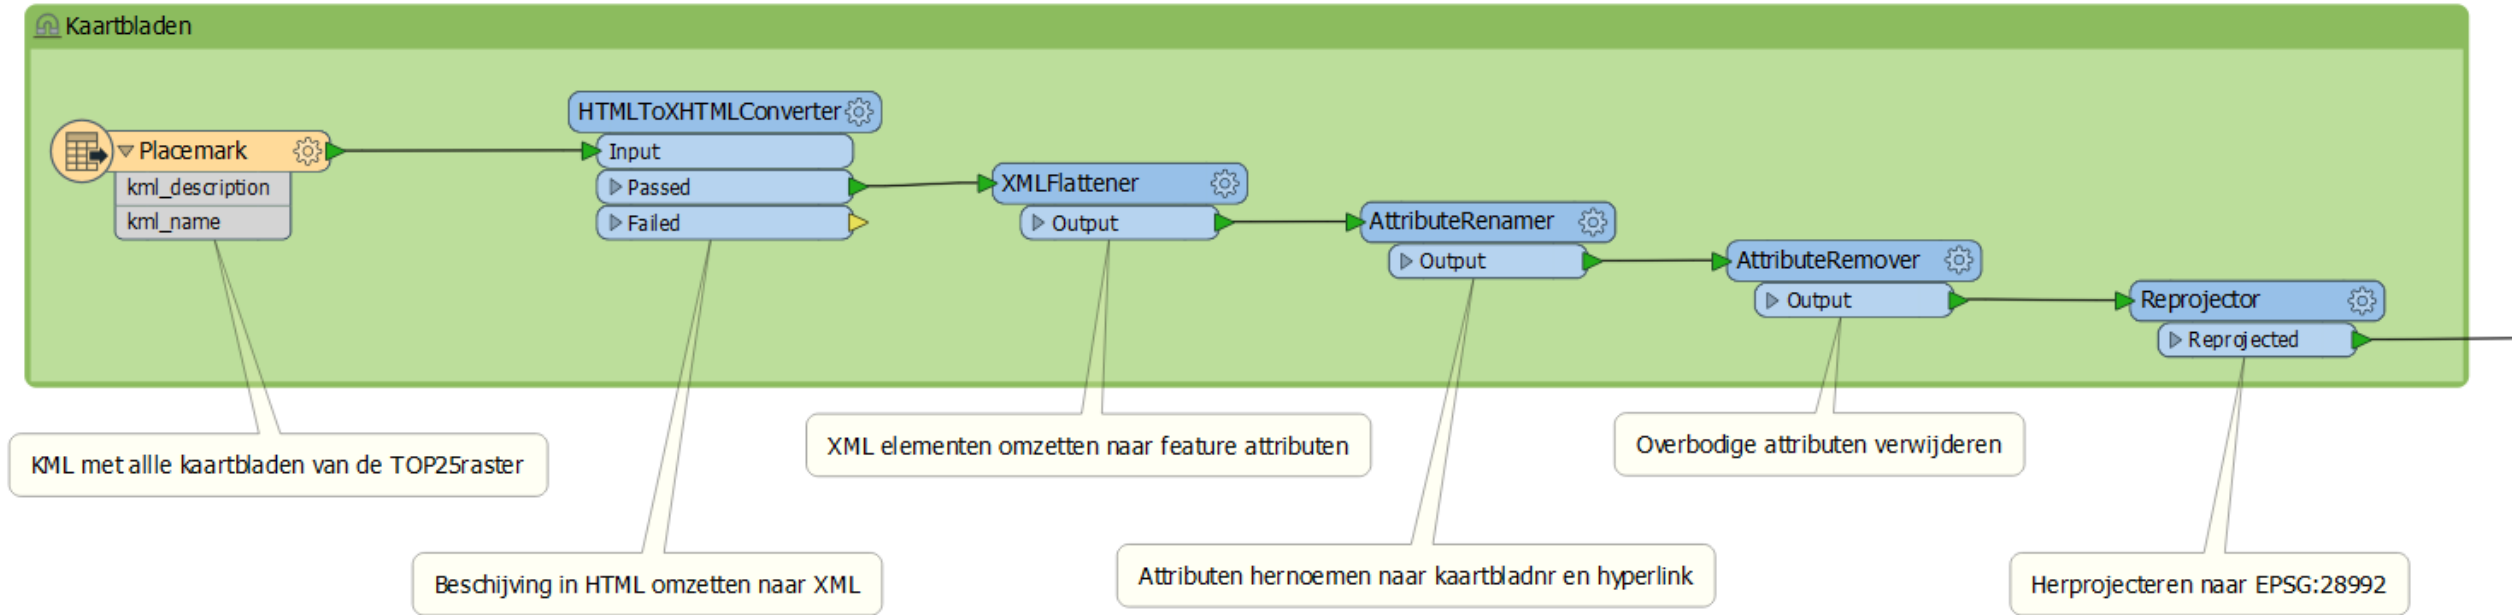 Kaartbladen
Placemark
kml_description
kml_name
HTMLToXHTMLConverter
Input
Passed
Failed
XMLFlattener
Output
AttributeRenamer
Output
AttributeRemover
Output
Reprojector
Reprojected
KML met allle kaartbladen van de TOP25raster
Beschijving in HTML omzetten naar XML
XML elementen omzetten naar feature attributen
Attributen hernoemen naar kaartbladnr en hyperlink
Overbodige attributen verwijderen
Herprojecteren naar EPSG:28992